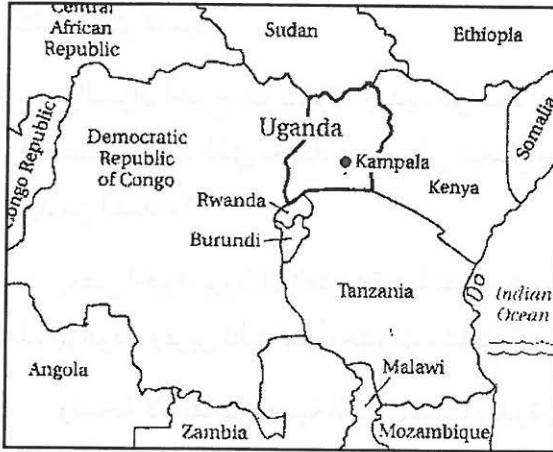 Central
African
Republic
Sudan
Ethiopia
Somalia
Congo Republic
Democratic
Republic
of Congo
Uganda
Kampala
Kenya
Rwanda
Burundi
Tanzania
Indian
Ocean
Angola
Malawi
Zambia
Mozambique